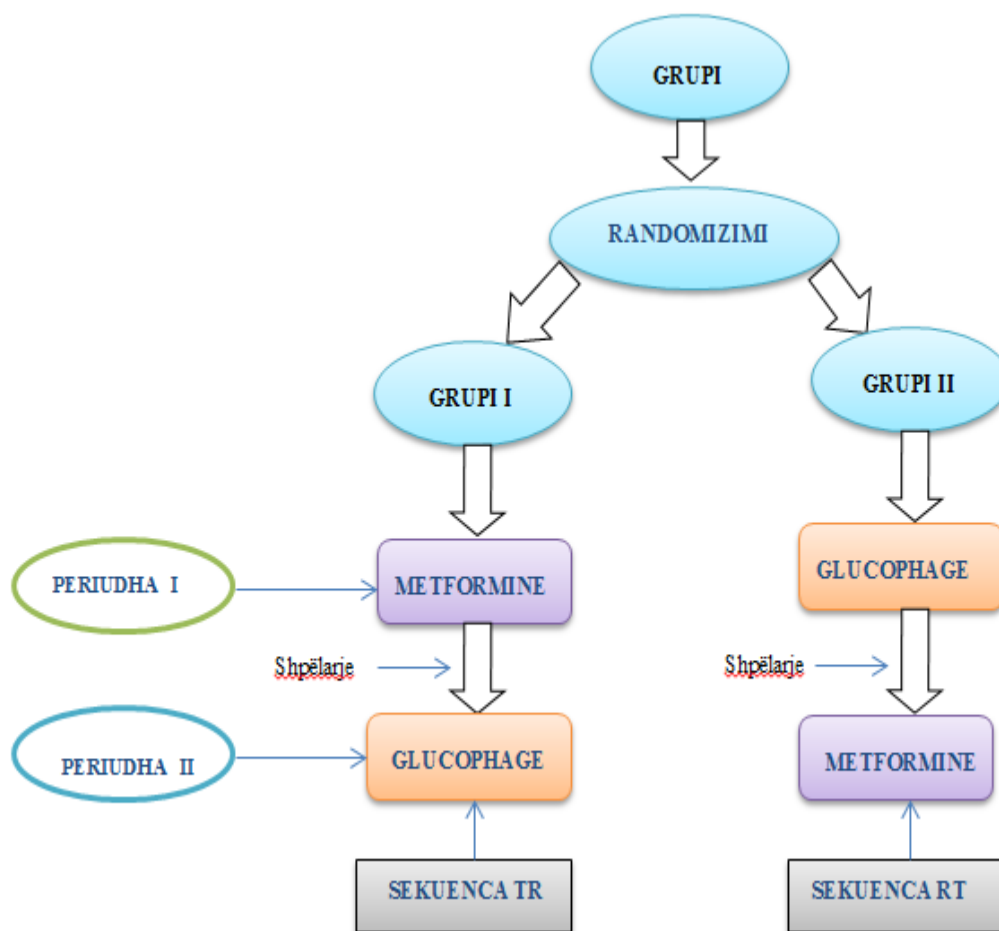 GRUPI
RANDOMIZIMI
GRUPI I
GRUPI II
PERIUDHA I
METFORMINE
GLUCOPHAGE
Shpëlarje
Shpëlarje
PERIUDHA II
GLUCOPHAGE
METFORMINE
SEKUENCA TR
SEKUENCA RT